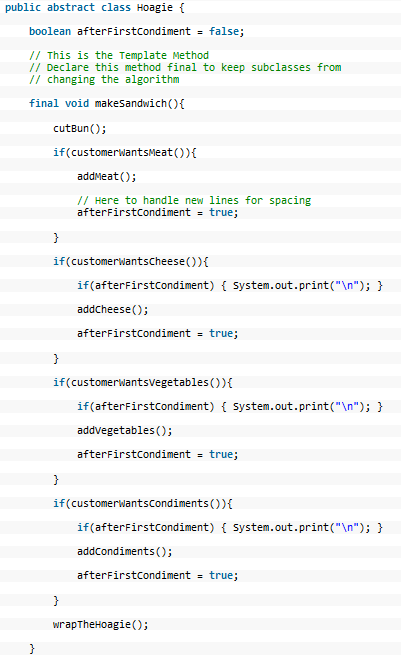 public abstract class Hoagie {
boolean afterFirstCondiment = false;
// This is the Template Method
// Declare this method final to keep subclasses from
// changing the algorithm
final void makeSandwich(){
cutBun();
if(customerWantsMeat()){
addMeat();
// Here to handle new lines for spacing
afterFirstCondiment = true;
}
if(customerWantsCheese()){
if(afterFirstCondiment) { System.out.print("\n"); }
addCheese();
afterFirstCondiment = true;
}
if(customerWantsVegetables()){
if(afterFirstCondiment) { System.out.print("\n"); }
addVegetables();
afterFirstCondiment = true;
}
if(customerWantsCondiments()){
if(afterFirstCondiment) { System.out.print("\n"); }
addCondiments();
afterFirstCondiment = true;
}
wrapTheHoagie();
}